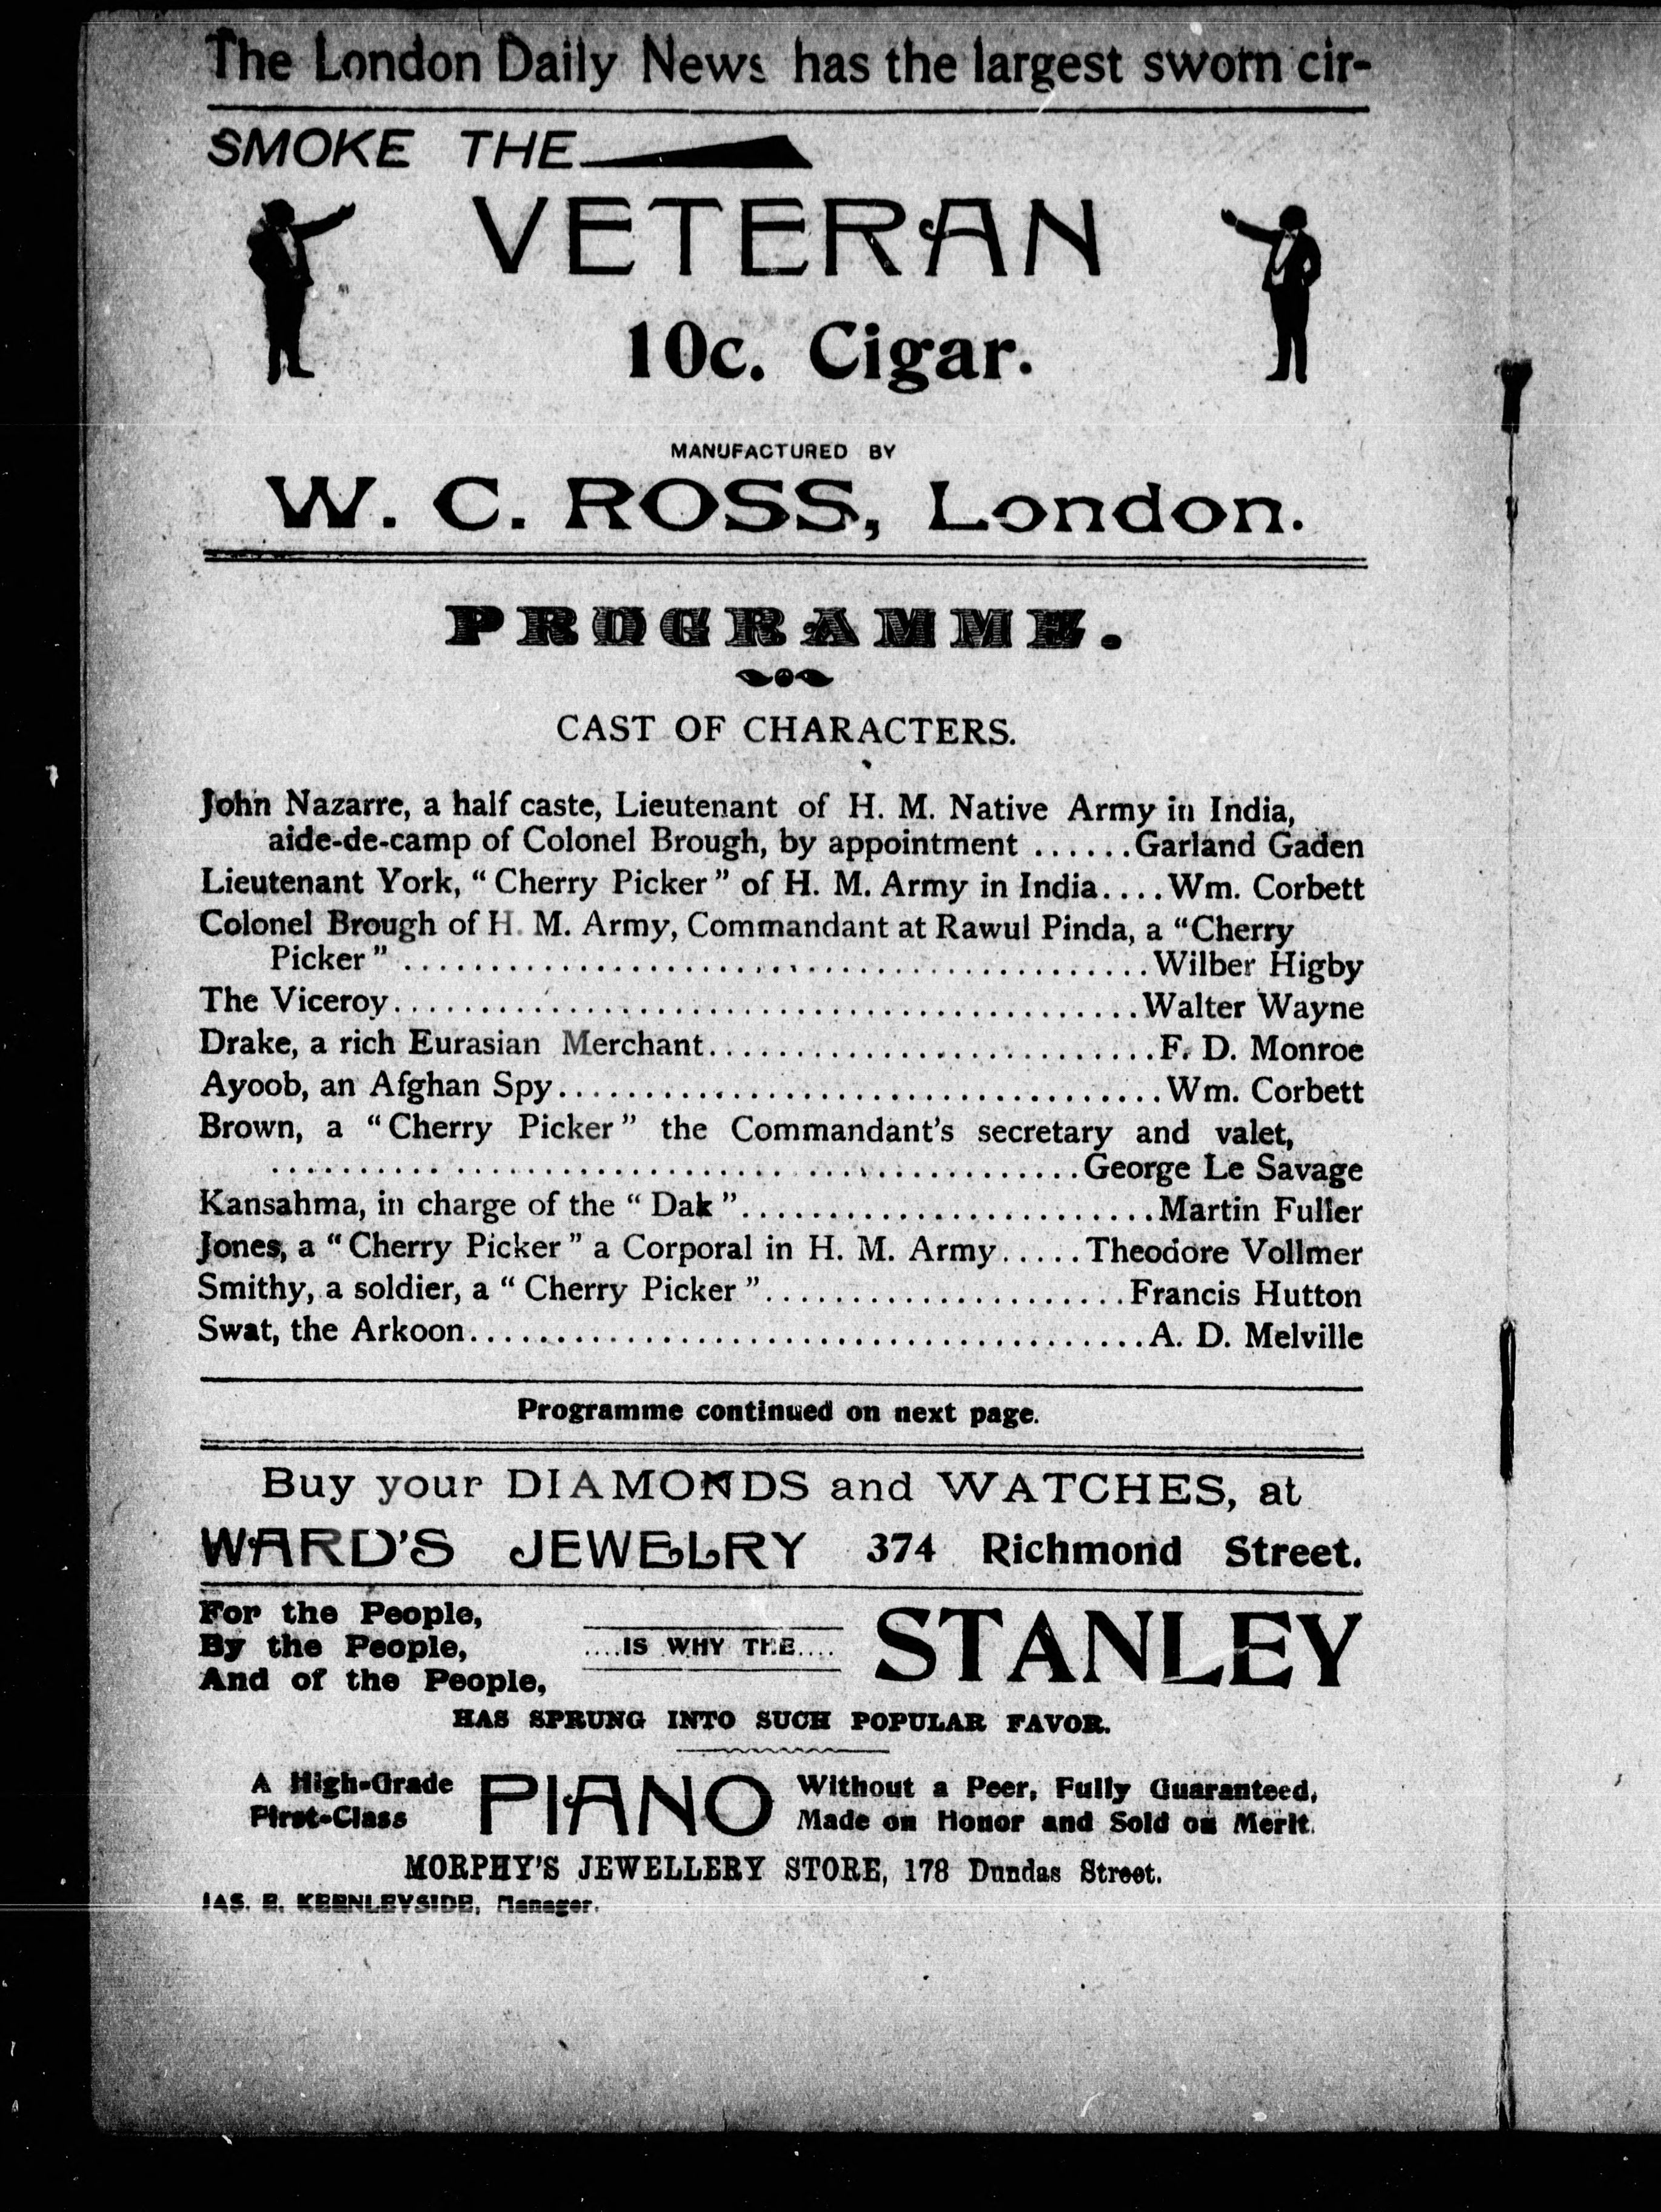 The London Daily News has the largest sworn cir-
SMOKE THE
VETERAN
10c. Cigar.
MANUFACTURED BY
W. C. ROSS, London.
PROGRAMME.
CAST OF CHARACTERS.
John Nazarre, a half caste, Lieutenant of H. M. Native Army in India,
aide-de-camp of Colonel Brough, by appointment ......Garland Gaden
Lieutenant York, “Cherry Picker” of H. M. Army in India....Wm. Corbett
Colonel Brough of H. M. Army, Commandant at Rawul Pinda, a “Cherry
Picker” ..........................................Wilber Higby
The Viceroy..........................................Walter Wayne
Drake, a rich Eurasian Merchant.........................F. D. Monroe
Ayoob, an Afghan Spy..................................Wm. Corbett
Brown, a “Cherry Picker” the Commandant's secretary and valet,
..............................................George Le Savage
Kansahma, in charge of the “Dak”.......................Martin Fuller
Jones, a “Cherry Picker” a Corporal in H. M. Army.....Theodore Vollmer
Smithy, a soldier, a “Cherry Picker”....................Francis Hutton
Swat, the Arkoon......................................A. D. Melville
Programme continued on next page.
Buy your DIAMONDS and WATCHES, at
WARD'S JEWELRY 374 Richmond Street.
For the People,
By the People,
And of the People,
....IS WHY THE....
STANLEY
HAS SPRUNG INTO SUCH POPULAR FAVOR.
A High-Grade
First-Class
PIANO
Without a Peer, Fully Guaranteed,
Made on Honor and Sold on Merit.
MORPHY'S JEWELLERY STORE, 178 Dundas Street.
JAS. E. KEENLEYSIDE, Manager.